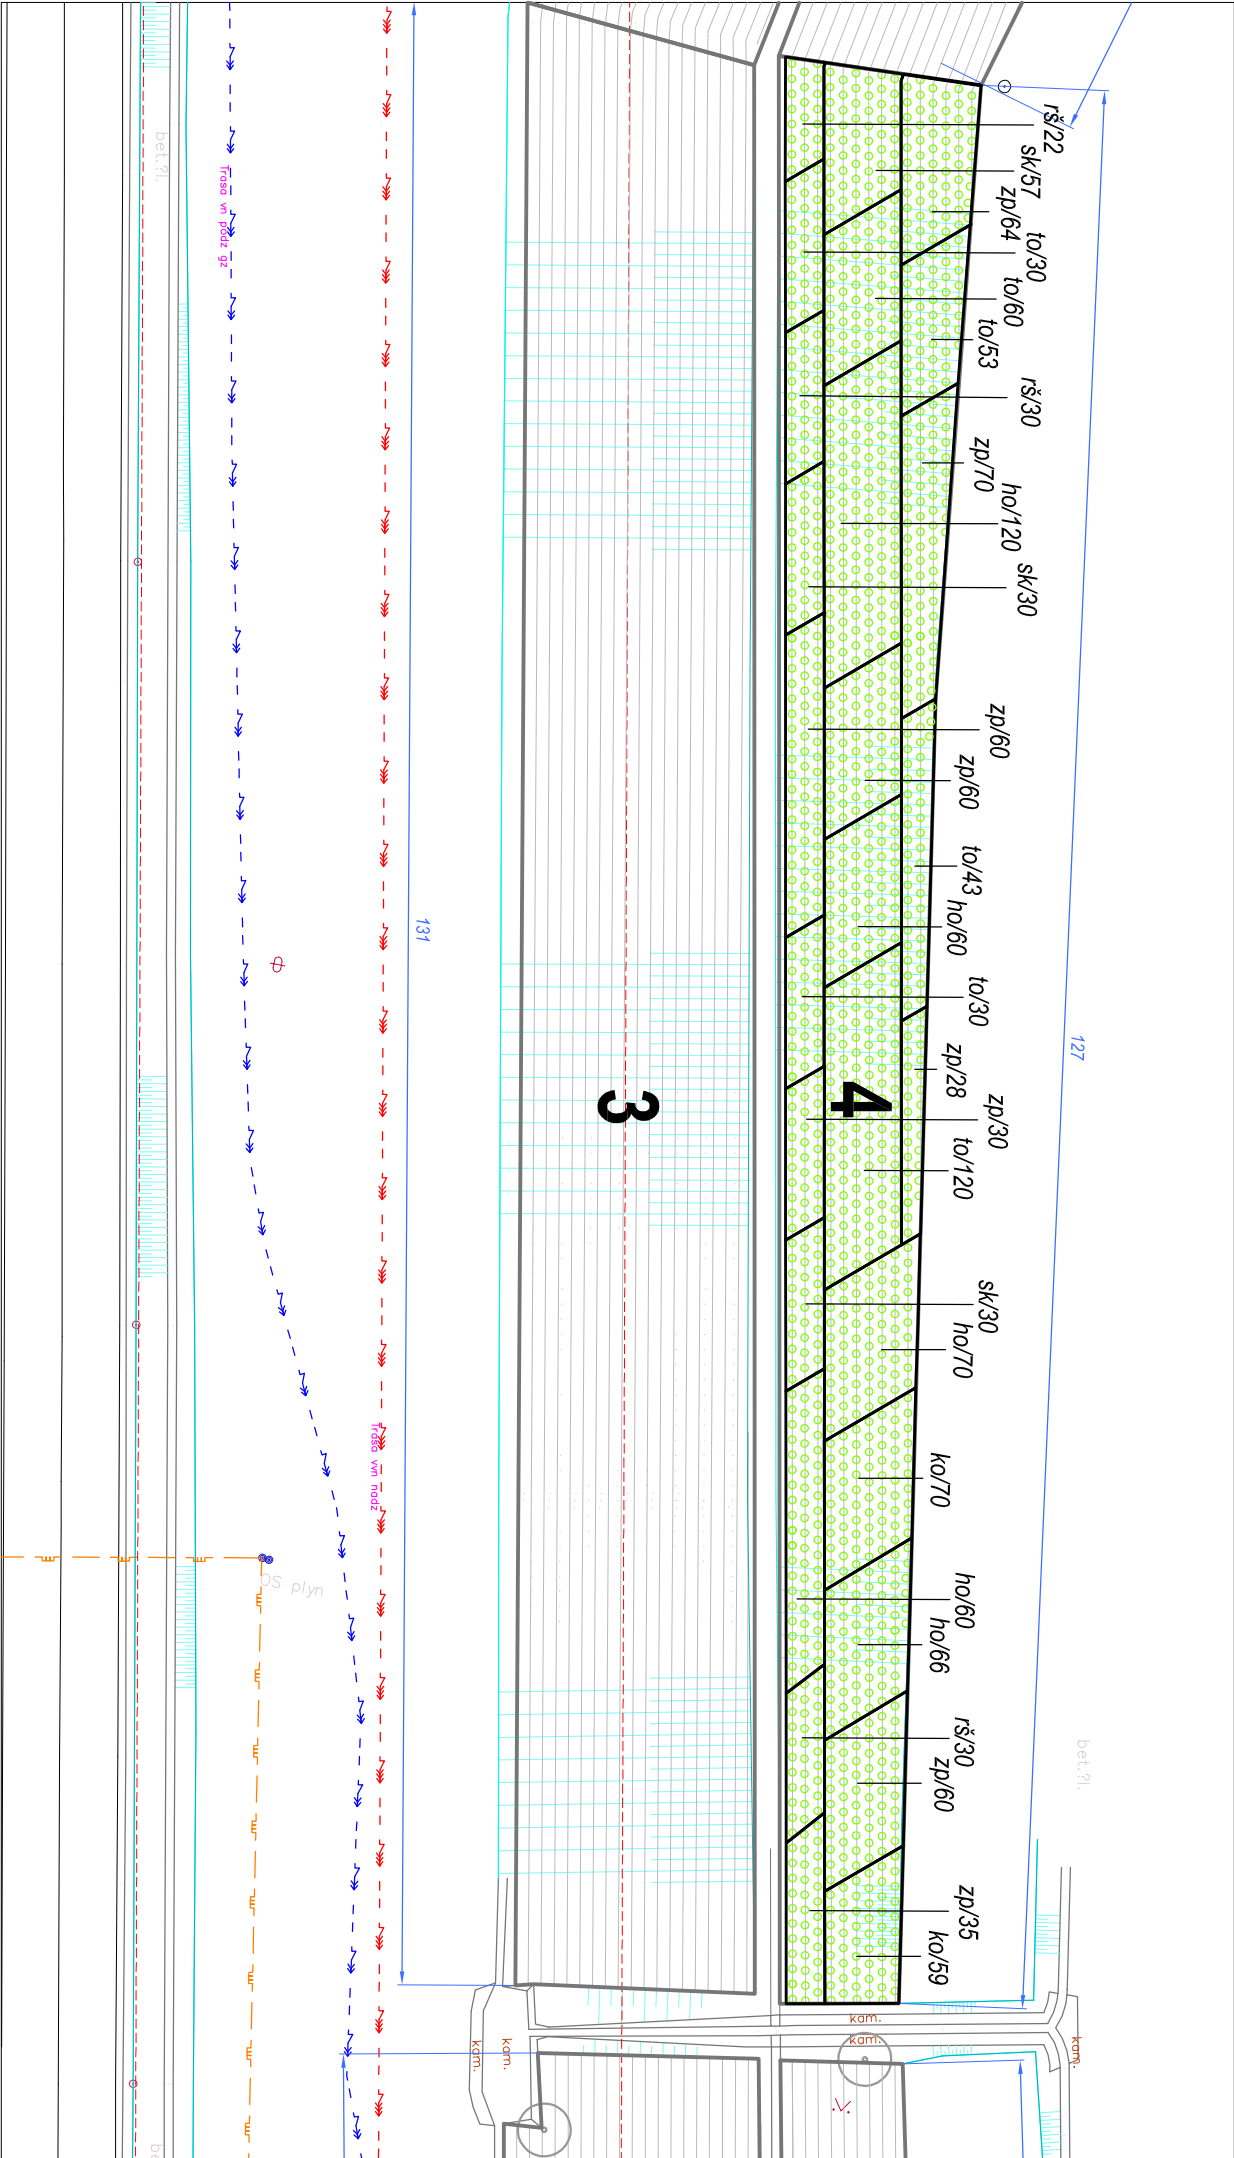 rš/22
sk/57
zp/64
to/30
to/60
to/53
rš/30
zp/70
ho/120
sk/30
zp/60
zp/60
to/43
ho/60
to/30
zp/28
zp/30
to/120
sk/30
ho/70
ko/70
ho/60
ho/66
rš/30
zp/60
zp/35
ko/59
127
131
3
4
bet.?l.
Trasa vn podz gz
Trasa vvn nadz
OS plyn
bet.?l.
kam.
kam.
kam.
kam.
kam.
be